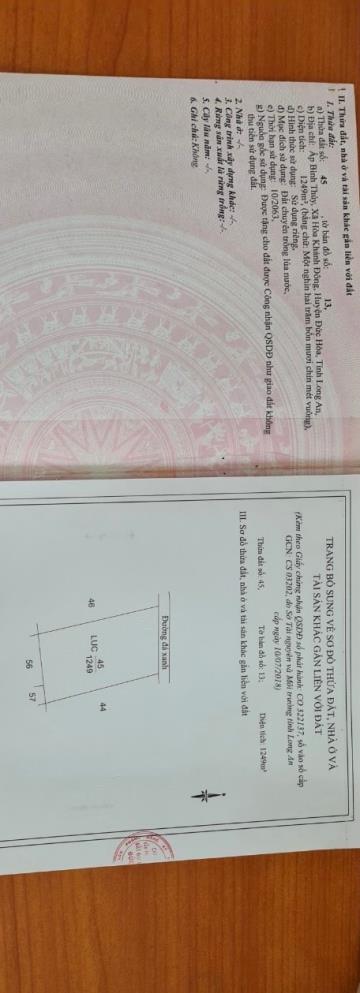 II. Thửa đất, nhà ở và tài sản khác gắn liền với đất
1. Thửa đất:
a) Thửa đất số: 45 , tờ bản đồ số: 13,
b) Địa chỉ: Ấp Bình Thủy, Xã Hòa Khánh Đông, Huyện Đức Hòa, Tỉnh Long An,
c) Diện tích: 1249m², (bằng chữ: Một nghìn hai trăm bốn mươi chín mét vuông),
d) Hình thức sử dụng: Sử dụng riêng,
đ) Mục đích sử dụng: Đất chuyên trồng lúa nước,
e) Thời hạn sử dụng: 10/2063,
g) Nguồn gốc sử dụng: Được tặng cho đất được Công nhận QSDĐ như giao đất không
thu tiền sử dụng đất.
2. Nhà ở: -/-.
3. Công trình xây dựng khác: -/-.
4. Rừng sản xuất là rừng trồng: -/-.
5. Cây lâu năm: -/-.
6. Ghi chú: Không.
TRANG BỔ SUNG VỀ SƠ ĐỒ THỬA ĐẤT, NHÀ Ở VÀ
TÀI SẢN KHÁC GẮN LIỀN VỚI ĐẤT
(Kèm theo Giấy chứng nhận QSDĐ số phát hành: CO 322137, số vào sổ cấp
GCN: CS 03202, do Sở Tài nguyên và Môi trường tỉnh Long An
cấp ngày 10/07/2018)
Thửa đất số: 45, Tờ bản đồ số: 13; Diện tích: 1249m²
III. Sơ đồ thửa đất, nhà ở và tài sản khác gắn liền với đất
Đường đá xanh
46
LUC 45
1249
44
56
57